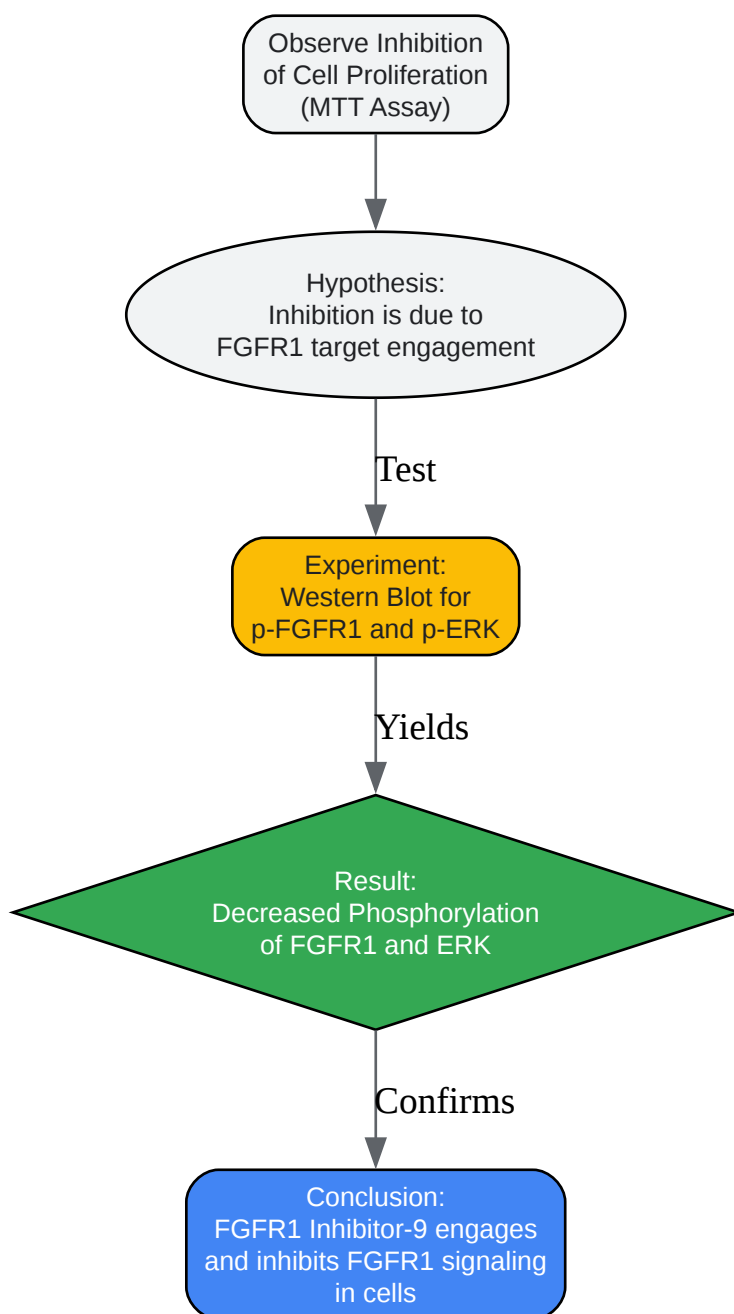 Observe Inhibition
of Cell Proliferation
(MTT Assay)
Hypothesis:
Inhibition is due to
FGFR1 target engagement
Test
Experiment:
Western Blot for
p-FGFR1 and p-ERK
Yields
Result:
Decreased Phosphorylation
of FGFR1 and ERK
Confirms
Conclusion:
FGFR1 Inhibitor-9 engages
and inhibits FGFR1 signaling
in cells